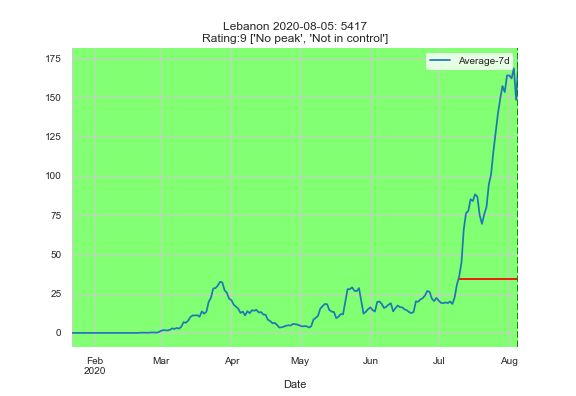 Lebanon 2020-08-05: 5417
Rating:9 ['No peak', 'Not in control']
Average-7d
175
150
125
100
75
50
25
0
Feb Mar Apr May Jun Jul Aug
2020
Date